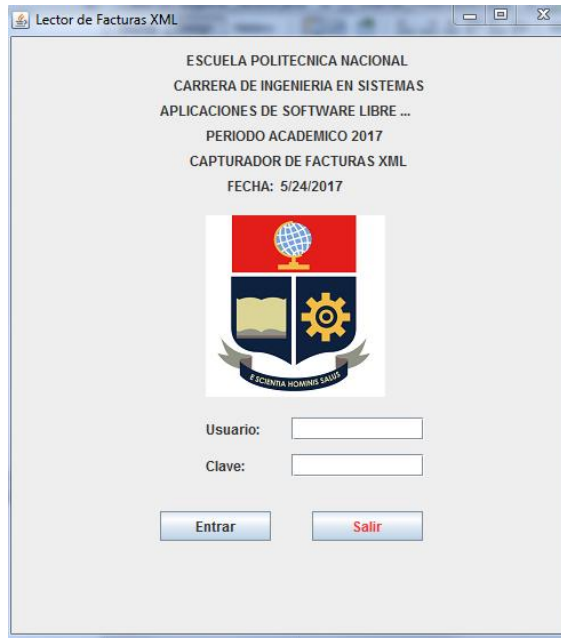 Lector de Facturas XML
ESCUELA POLITECNICA NACIONAL
CARRERA DE INGENIERIA EN SISTEMAS
APLICACIONES DE SOFTWARE LIBRE ...
PERIODO ACADEMICO 2017
CAPTURADOR DE FACTURAS XML
FECHA: 5/24/2017
E SCIENTIA HOMINIS SALUS
Usuario:
Clave:
Entrar Salir